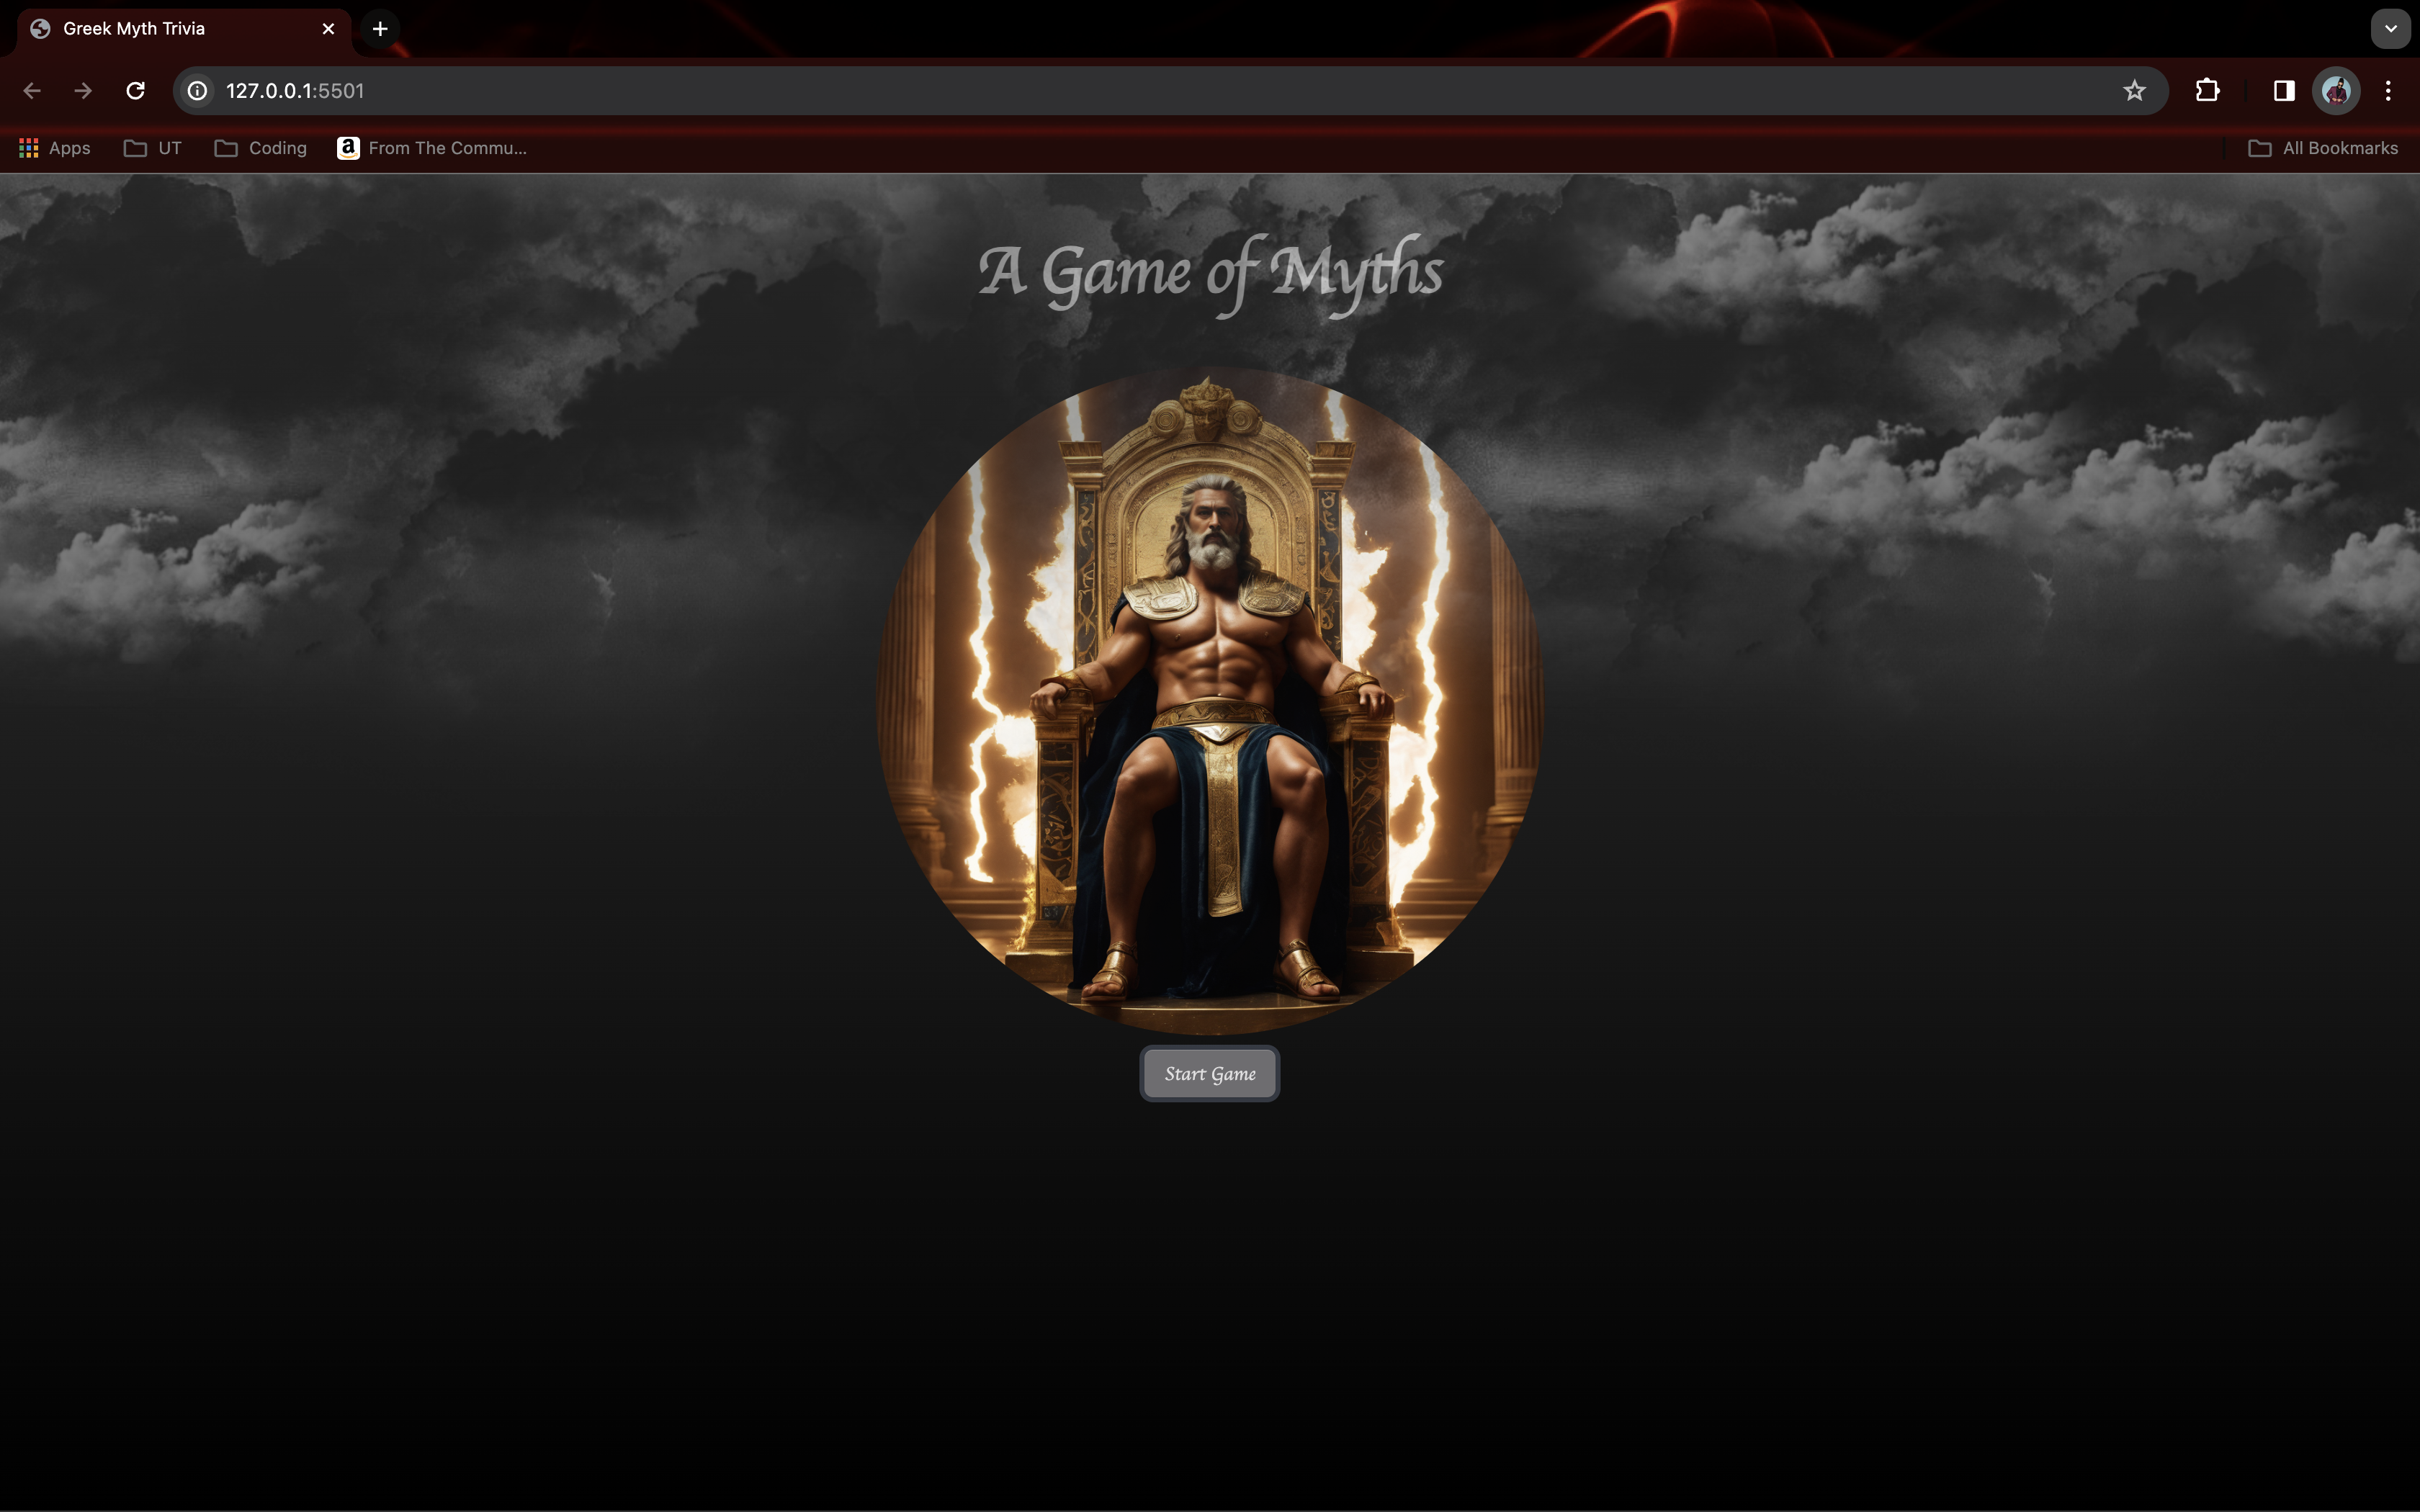 Greek Myth Trivia
127.0.0.1:5501
Apps
UT
Coding
From The Commu...
All Bookmarks
A Game of Myths
Start Game